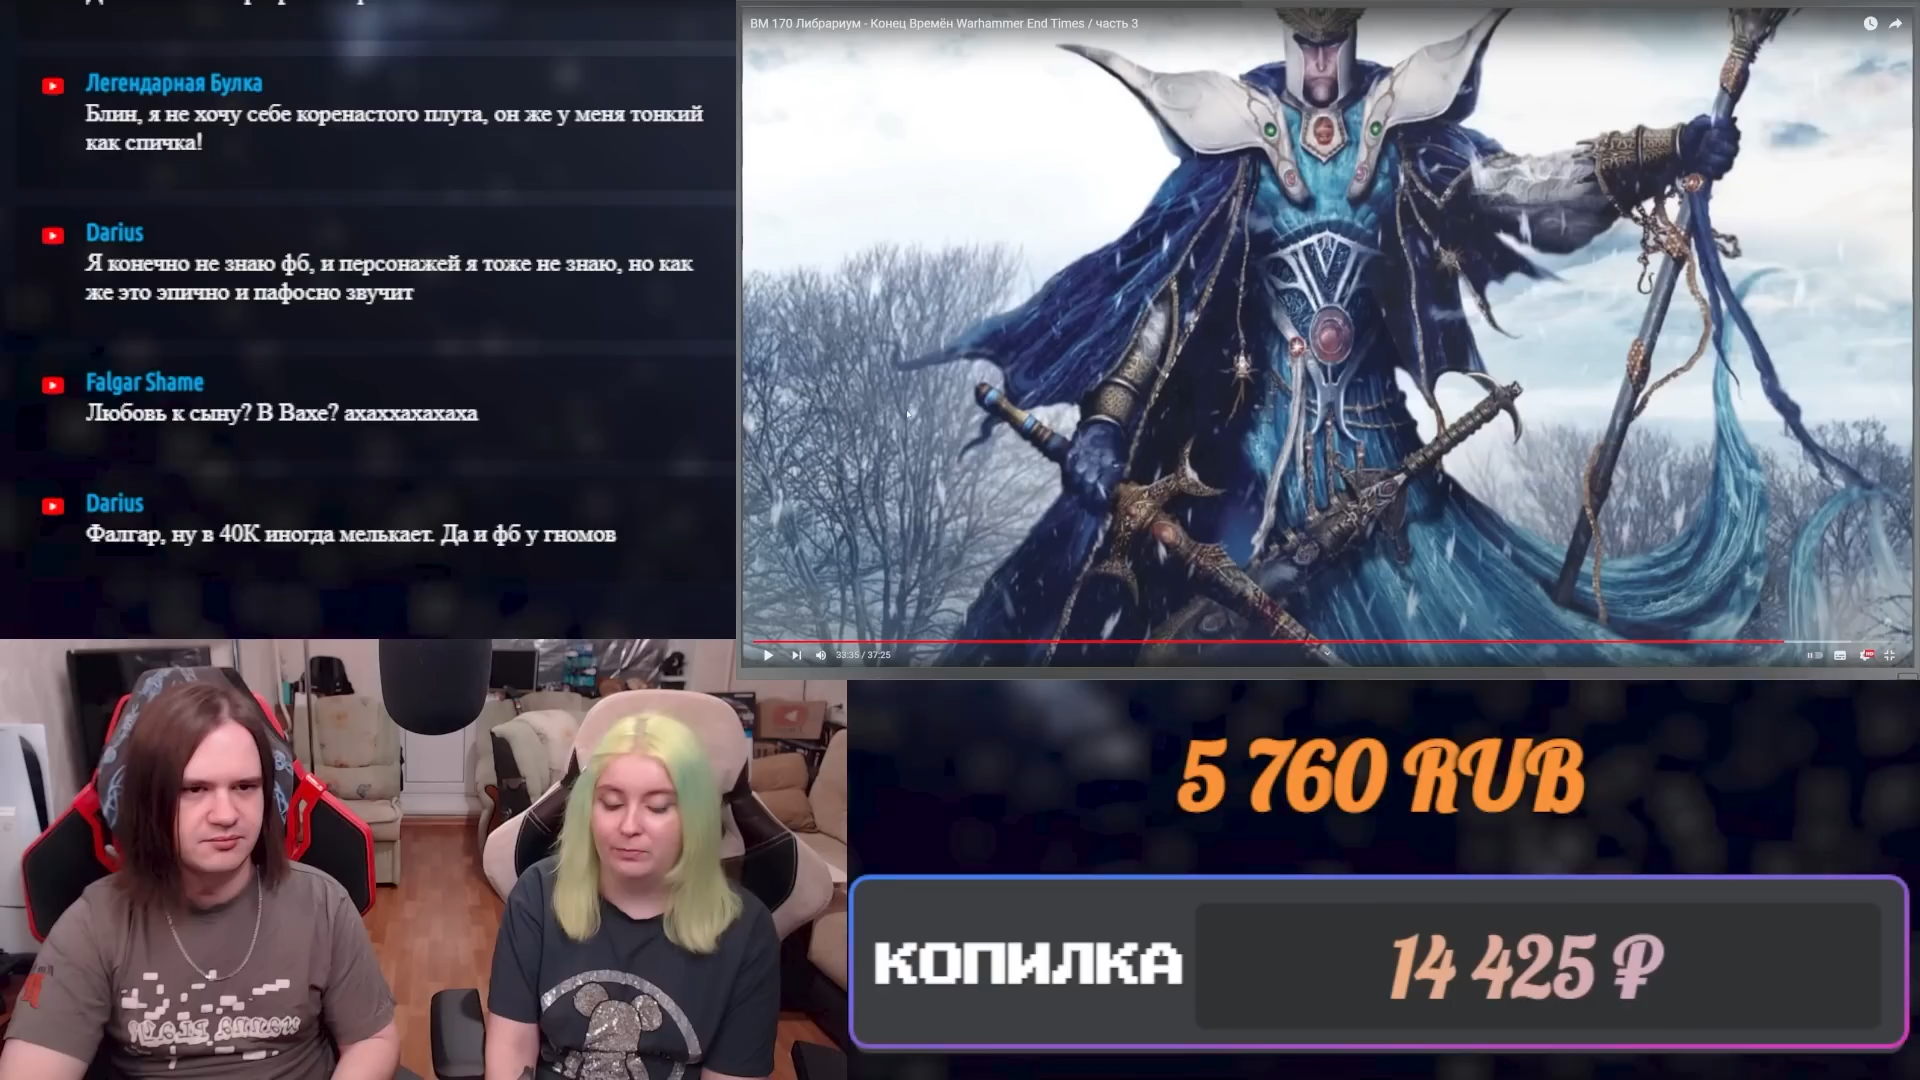 Легендарная Булка
Блин, я не хочу себе коренастого плута, он же у меня тонкий
как спичка!
Darius
Я конечно не знаю фб, и персонажей я тоже не знаю, но как
же это эпично и пафосно звучит
Falgar Shame
Любовь к сыну? В Вахе? ахаххахахаха
Darius
Фалгар, ну в 40К иногда мелькает. Да и фб у гномов
ВМ 170 Либрариум - Конец Времён Warhammer End Times / часть 3
33:35 / 37:25
HD
5 760 RUB
КОПИЛКА
14 425 ₽